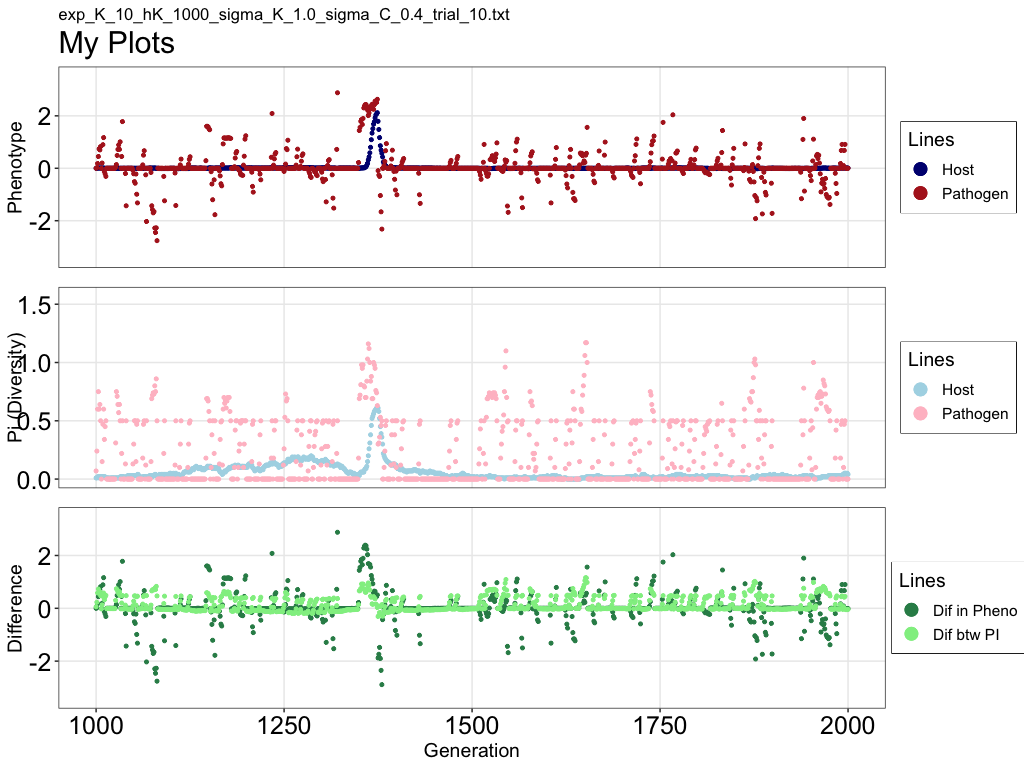 exp_K_10_hK_1000_sigma_K_1.0_sigma_C_0.4_trial_10.txt
My Plots
Phenotype
2
0
-2
Lines
Host
Pathogen
Pi (Diversity)
1.5
1.0
0.5
0.0
Lines
Host
Pathogen
Difference
2
0
-2
Lines
Dif in Pheno
Dif btw PI
1000 1250 1500 1750 2000
Generation